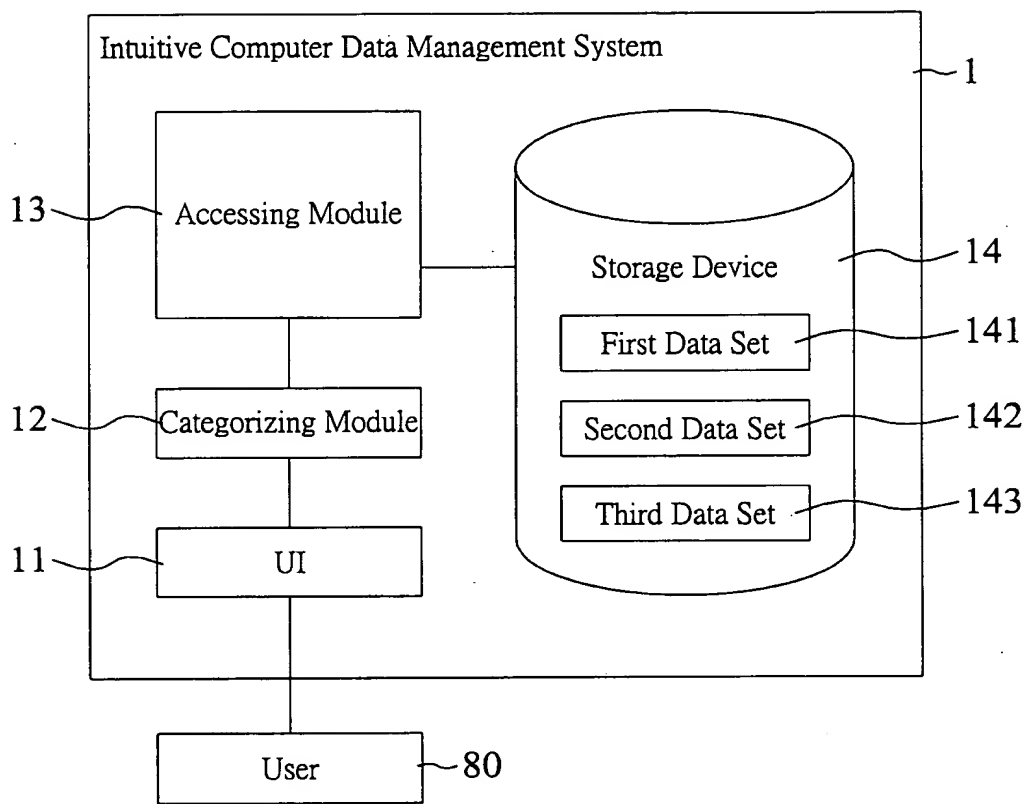 Intuitive Computer Data Management System
1
13
Accessing Module
14
Storage Device
First Data Set
141
12
Categorizing Module
Second Data Set
142
11
UI
Third Data Set
143
User
80